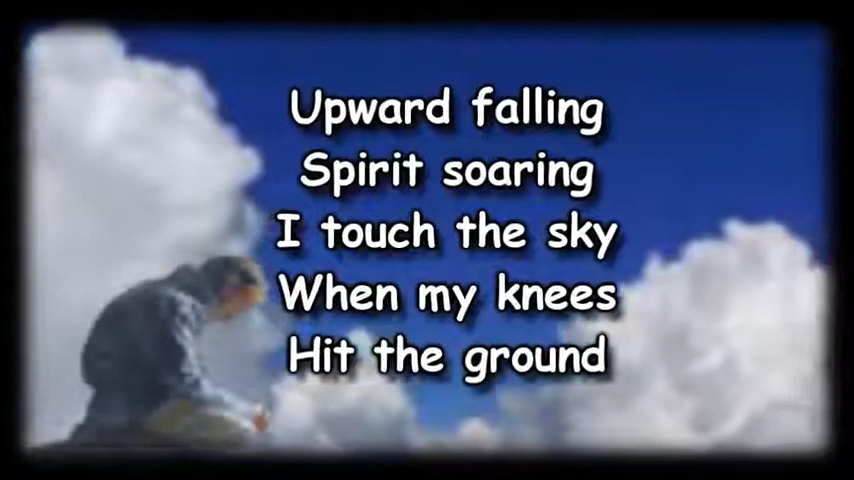 Upward falling
Spirit soaring
I touch the sky
When my knees
Hit the ground